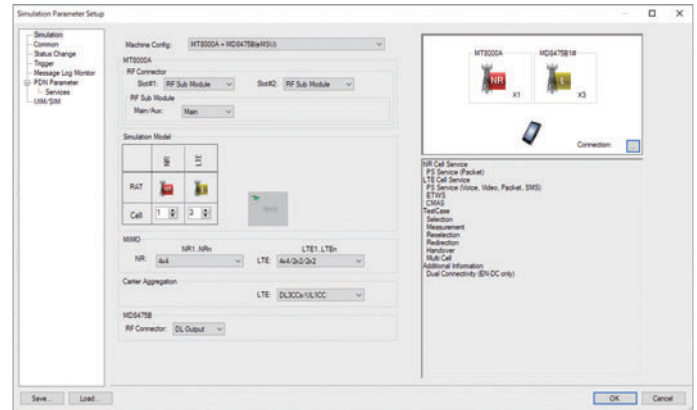 Simulation Parameter Setup
Simulation
Common
Status Change
Trigger
Message Log Monitor
PDN Parameter
Services
UIM/SIM
Machine Config: MT8000A + MD8475B(eMSU)
MT8000A
RF Connector
Slot#1: RF Sub Module Slot#2: RF Sub Module
RF Sub Module
Main/Aux: Main
Simulation Model
NR LTE
RAT NR L
Cell 1 3
Apply
MIMO
NR1..NRn LTE1..LTEn
NR: 4x4 LTE: 4x4/2x2/2x2
Carrier Aggregation
LTE: DL3CCs/UL1CC
MD8475B
RF Connector: DL Output
MT8000A MD8475B1#
NR L
X1 X3
Connection: ...
NR Cell Service
PS Service (Packet)
LTE Cell Service
PS Service (Voice, Video, Packet, SMS)
ETWS
CMAS
TestCase
Selection
Measurement
Reselection
Redirection
Handover
Multi Cell
Additional Information
Dual Connectivity (EN-DC only)
Save... Load...
OK Cancel